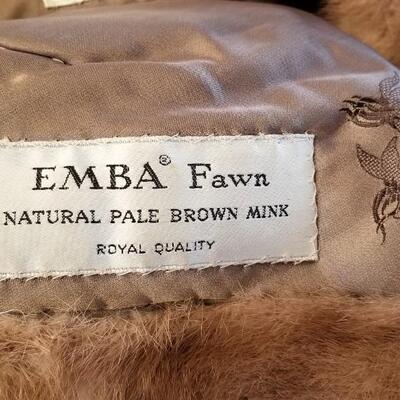 EMBA® Fawn
NATURAL PALE BROWN MINK
ROYAL QUALITY